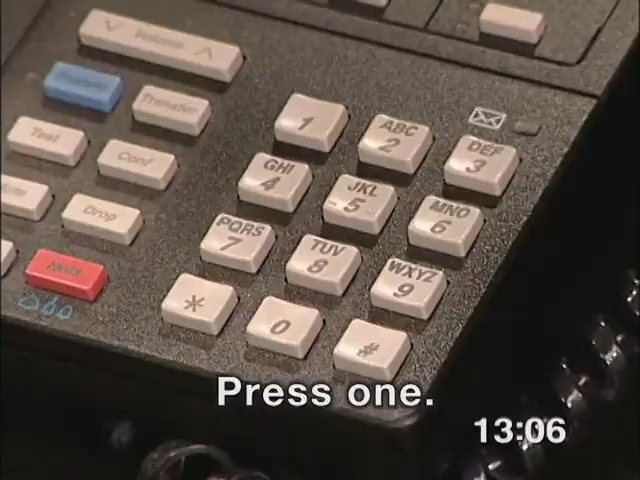 Volume
Transfer
Test
Conf
Drop
1
ABC
2
DEF
3
GHI
4
JKL
5
MNO
6
PQRS
7
TUV
8
WXYZ
9
*
0
#
Press one.
13:06